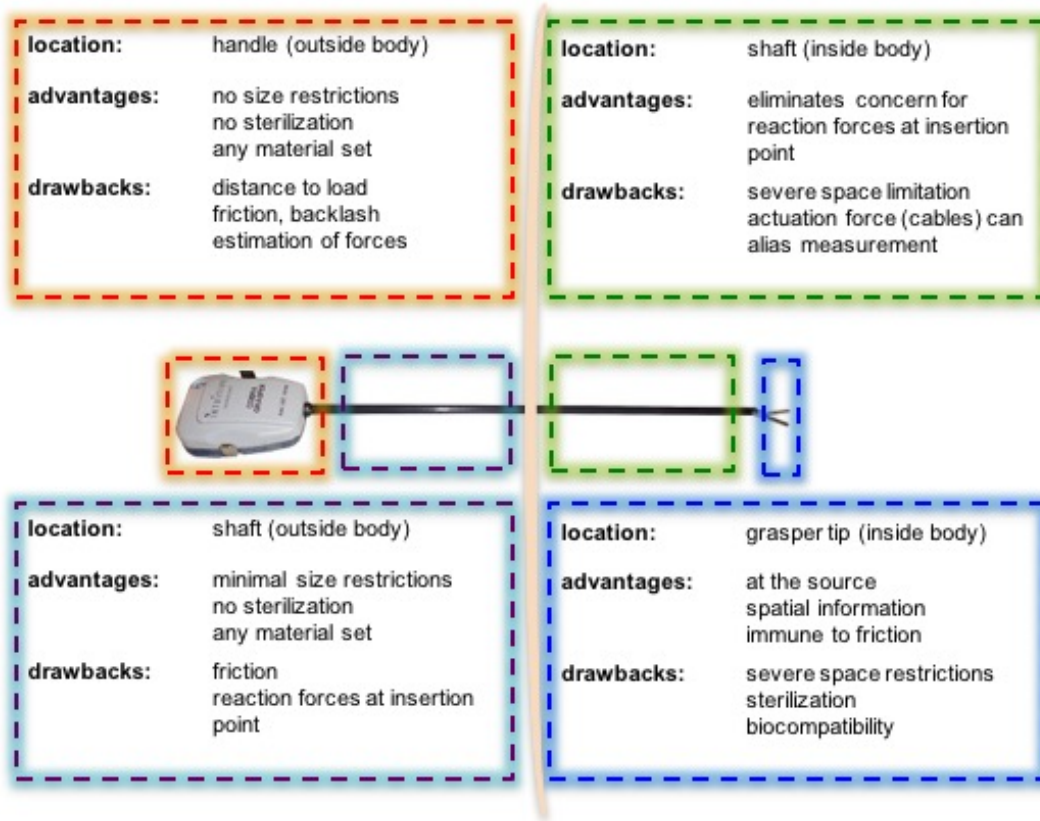 location: handle (outside body)
advantages: no size restrictions
no sterilization
any material set
drawbacks: distance to load
friction, backlash
estimation of forces
location: shaft (inside body)
advantages: eliminates concern for
reaction forces at insertion
point
drawbacks: severe space limitation
actuation force (cables) can
alias measurement
location: shaft (outside body)
advantages: minimal size restrictions
no sterilization
any material set
drawbacks: friction
reaction forces at insertion
point
location: grasper tip (inside body)
advantages: at the source
spatial information
immune to friction
drawbacks: severe space restrictions
sterilization
biocompatibility